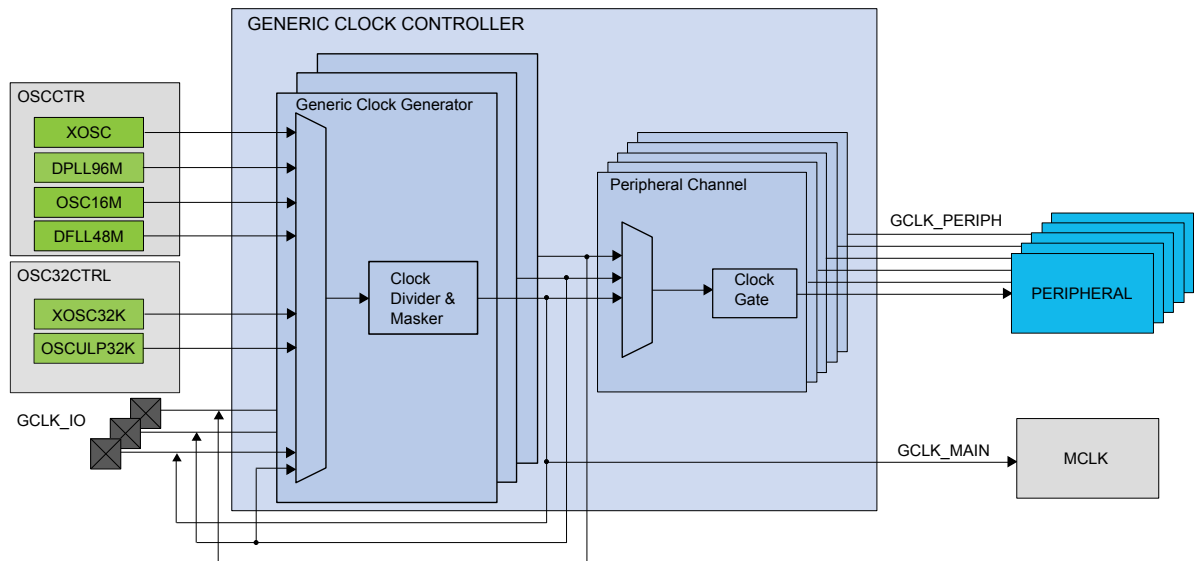 GENERIC CLOCK CONTROLLER
OSCCTR
XOSC
DPLL96M
OSC16M
DFLL48M
OSC32CTRL
XOSC32K
OSCULP32K
GCLK_IO
Generic Clock Generator
Clock
Divider &
Masker
Peripheral Channel
Clock
Gate
GCLK_PERIPH
PERIPHERAL
GCLK_MAIN
MCLK